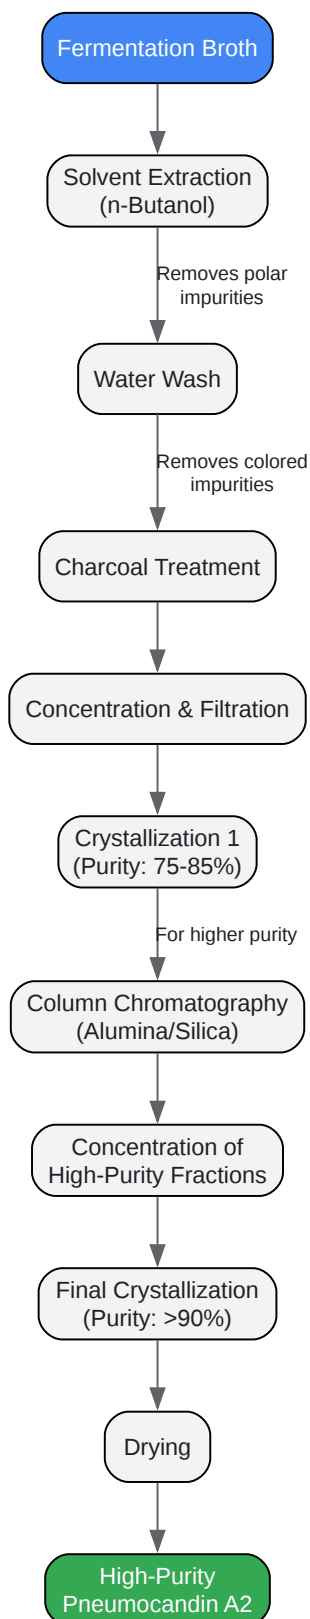 Fermentation Broth
Solvent Extraction
(n-Butanol)
Removes polar
impurities
Water Wash
Removes colored
impurities
Charcoal Treatment
Concentration & Filtration
Crystallization 1
(Purity: 75-85%)
For higher purity
Column Chromatography
(Alumina/Silica)
Concentration of
High-Purity Fractions
Final Crystallization
(Purity: >90%)
Drying
High-Purity
Pneumocandin A2